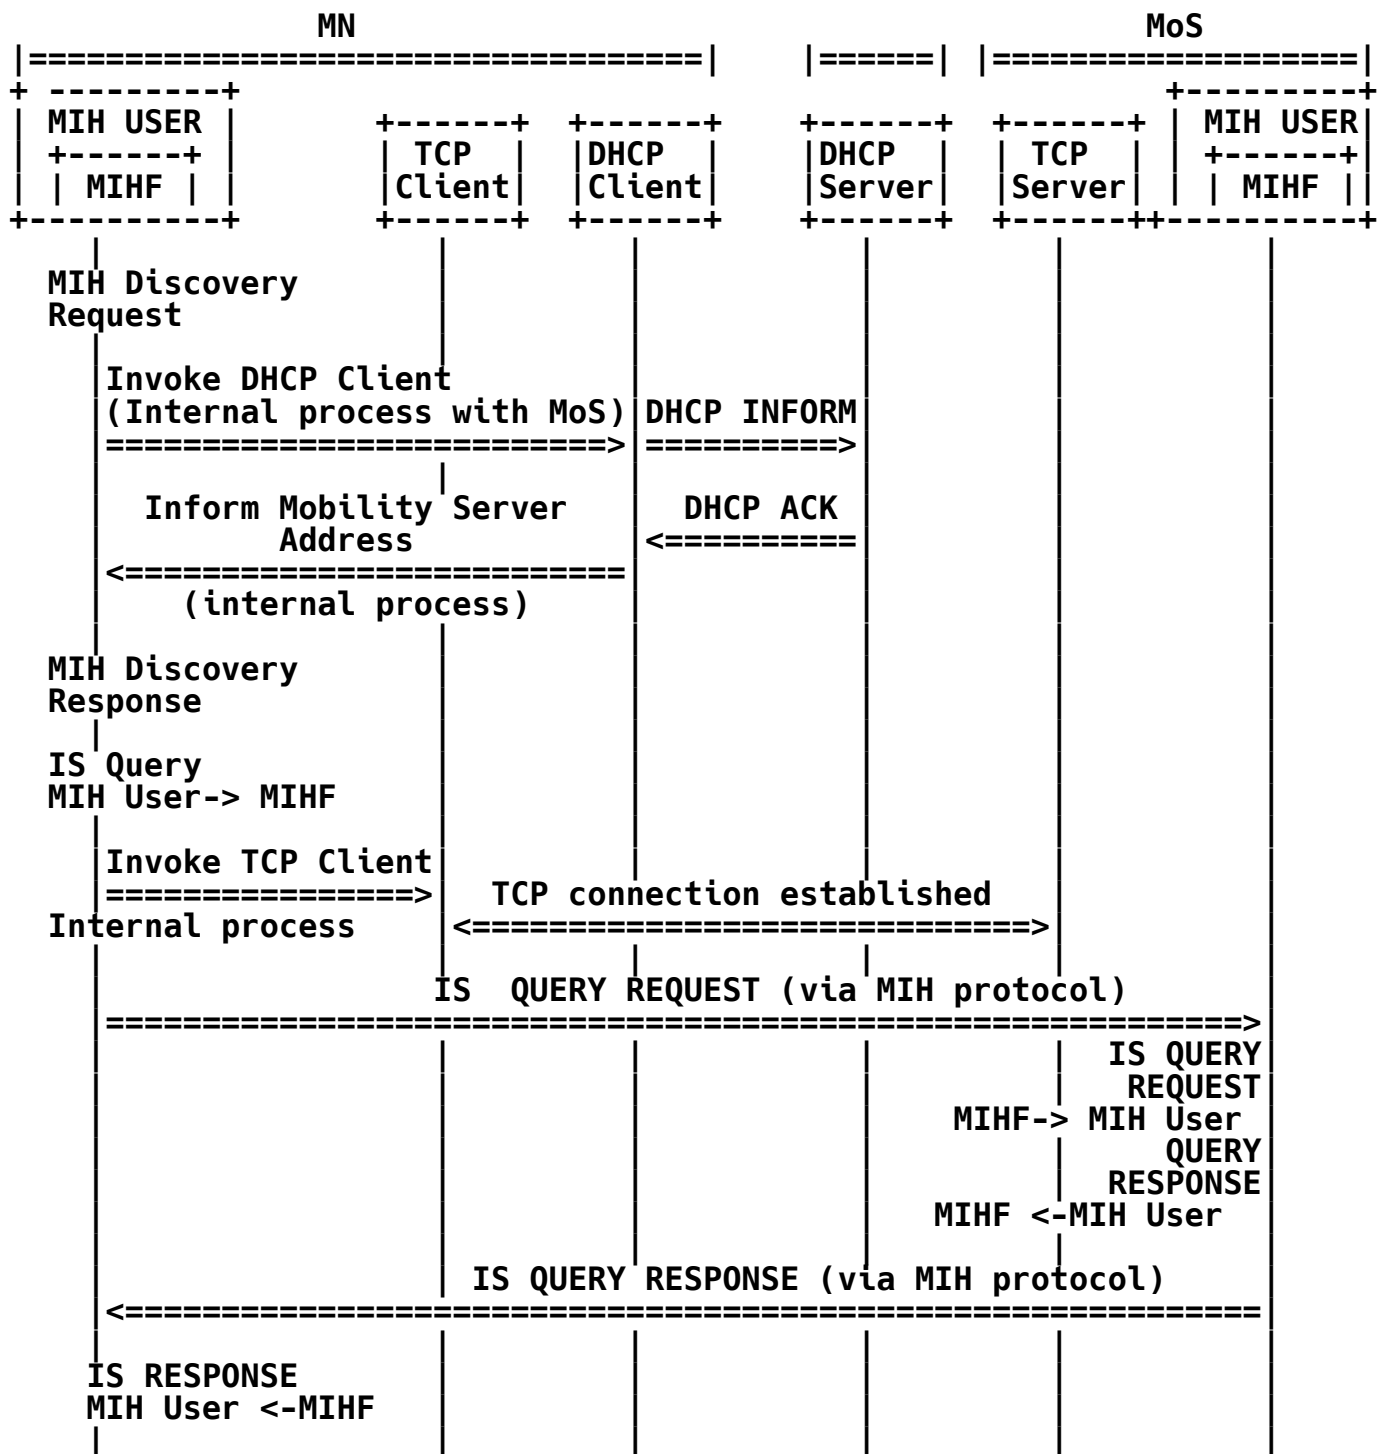 MN MoS
|===================================| |======| |===================|
+ ---------+ +---------+
| MIH USER | +------+ +------+ +------+ +------+ | MIH USER|
| +------+ | | TCP | |DHCP | |DHCP | | TCP | | +------+|
| | MIHF | | |Client| |Client| |Server| |Server| | | MIHF ||
+----------+ +------+ +------+ +------+ +------++----------+
MIH Discovery
Request
Invoke DHCP Client
(Internal process with MoS) DHCP INFORM
==========================> ==========>
Inform Mobility Server DHCP ACK
Address <==========
<==========================
(internal process)
MIH Discovery
Response
IS Query
MIH User-> MIHF
Invoke TCP Client
================> TCP connection established
Internal process <=============================>
IS QUERY REQUEST (via MIH protocol)
===========================================================>
IS QUERY
REQUEST
MIHF-> MIH User
QUERY
RESPONSE
MIHF <-MIH User
IS QUERY RESPONSE (via MIH protocol)
<===========================================================
IS RESPONSE
MIH User <-MIHF